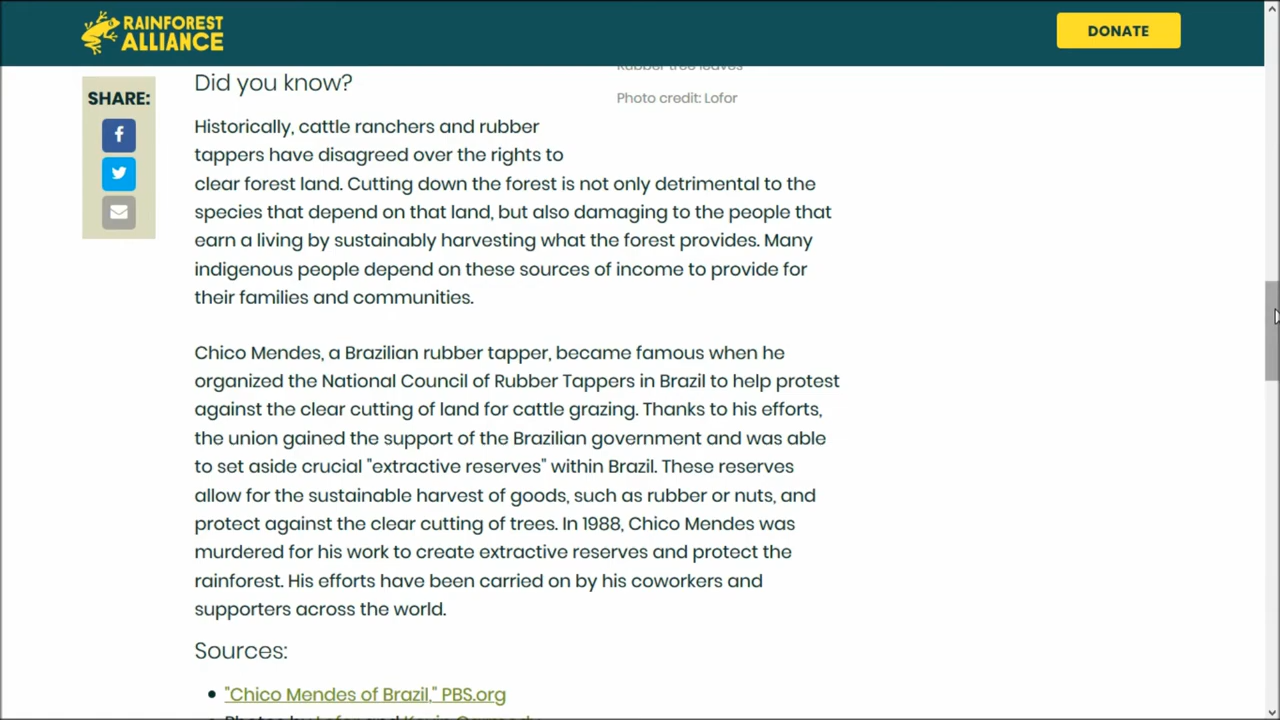 RAINFOREST
ALLIANCE
DONATE
Rubber tree leaves
Photo credit: Lofor
SHARE:
Did you know?
Historically, cattle ranchers and rubber
tappers have disagreed over the rights to
clear forest land. Cutting down the forest is not only detrimental to the
species that depend on that land, but also damaging to the people that
earn a living by sustainably harvesting what the forest provides. Many
indigenous people depend on these sources of income to provide for
their families and communities.
Chico Mendes, a Brazilian rubber tapper, became famous when he
organized the National Council of Rubber Tappers in Brazil to help protest
against the clear cutting of land for cattle grazing. Thanks to his efforts,
the union gained the support of the Brazilian government and was able
to set aside crucial "extractive reserves" within Brazil. These reserves
allow for the sustainable harvest of goods, such as rubber or nuts, and
protect against the clear cutting of trees. In 1988, Chico Mendes was
murdered for his work to create extractive reserves and protect the
rainforest. His efforts have been carried on by his coworkers and
supporters across the world.
Sources:
"Chico Mendes of Brazil," PBS.org
Photos by Lofor and Kevin